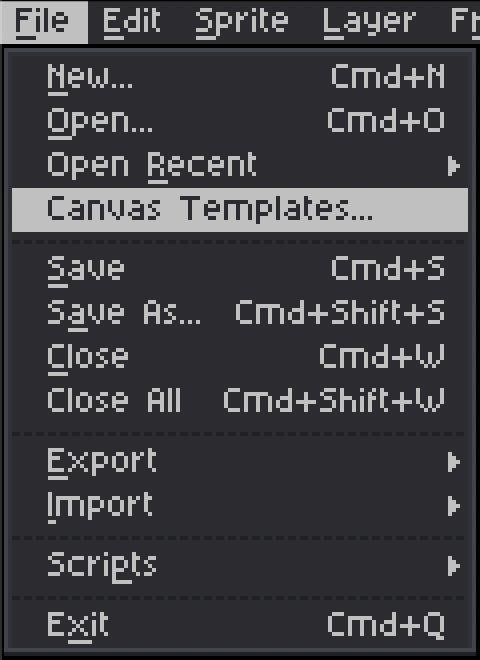 File Edit Sprite Layer Fr
New... Cmd+N
Open... Cmd+O
Open Recent
Canvas Templates...
Save Cmd+S
Save As... Cmd+Shift+S
Close Cmd+W
Close All Cmd+Shift+W
Export
Import
Scripts
Exit Cmd+Q